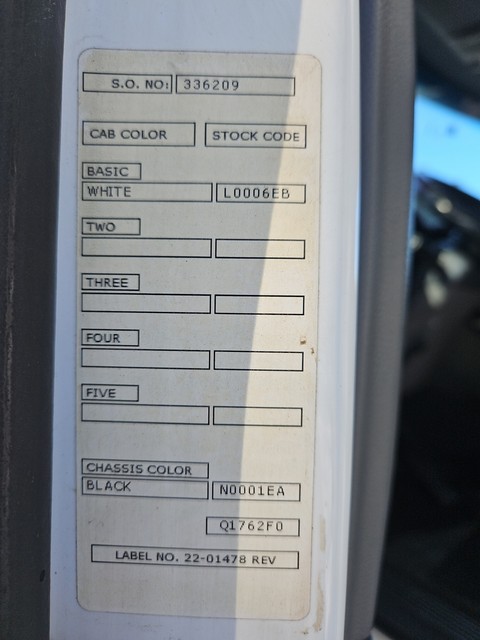 S.O. NO: 336209
CAB COLOR STOCK CODE
BASIC
WHITE L0006EB
TWO
THREE
FOUR
FIVE
CHASSIS COLOR
BLACK N0001EA
Q1762F0
LABEL NO. 22-01478 REV